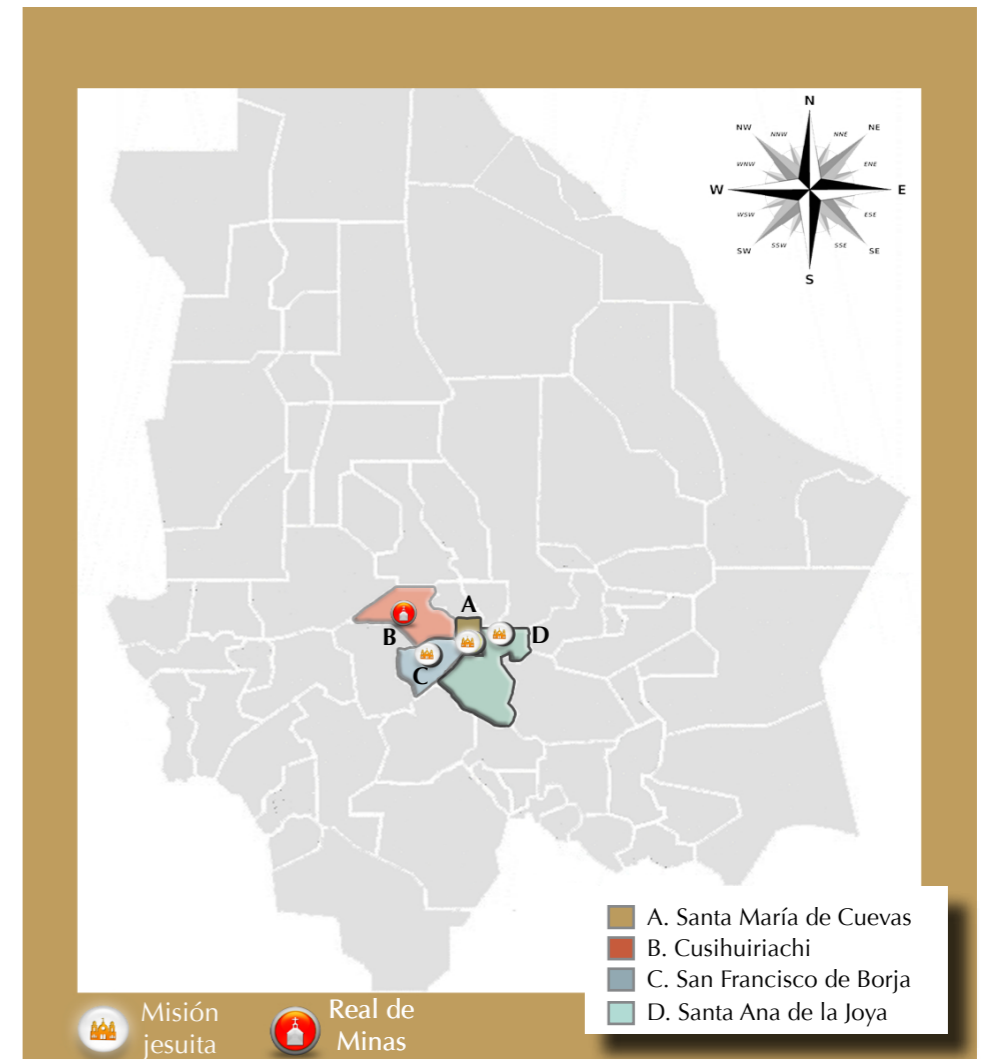 N
NW
NNW
NNE
NE
WNW
ENE
W
E
WSW
ESE
SW
SSW
SSE
SE
S
A
B
D
C
A. Santa María de Cuevas
B. Cusihuiriachi
C. San Francisco de Borja
D. Santa Ana de la Joya
Misión
jesuita
Real de
Minas